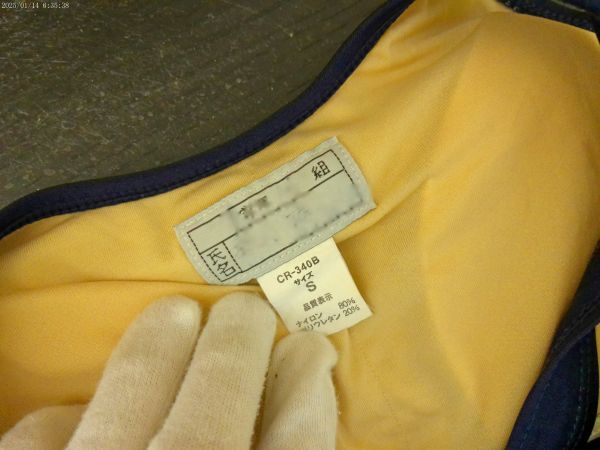 2025/01/14 6:35:38
組
氏名
CR-340B
サイズ
S
品質表示
ナイロン 80%
ポリウレタン 20%